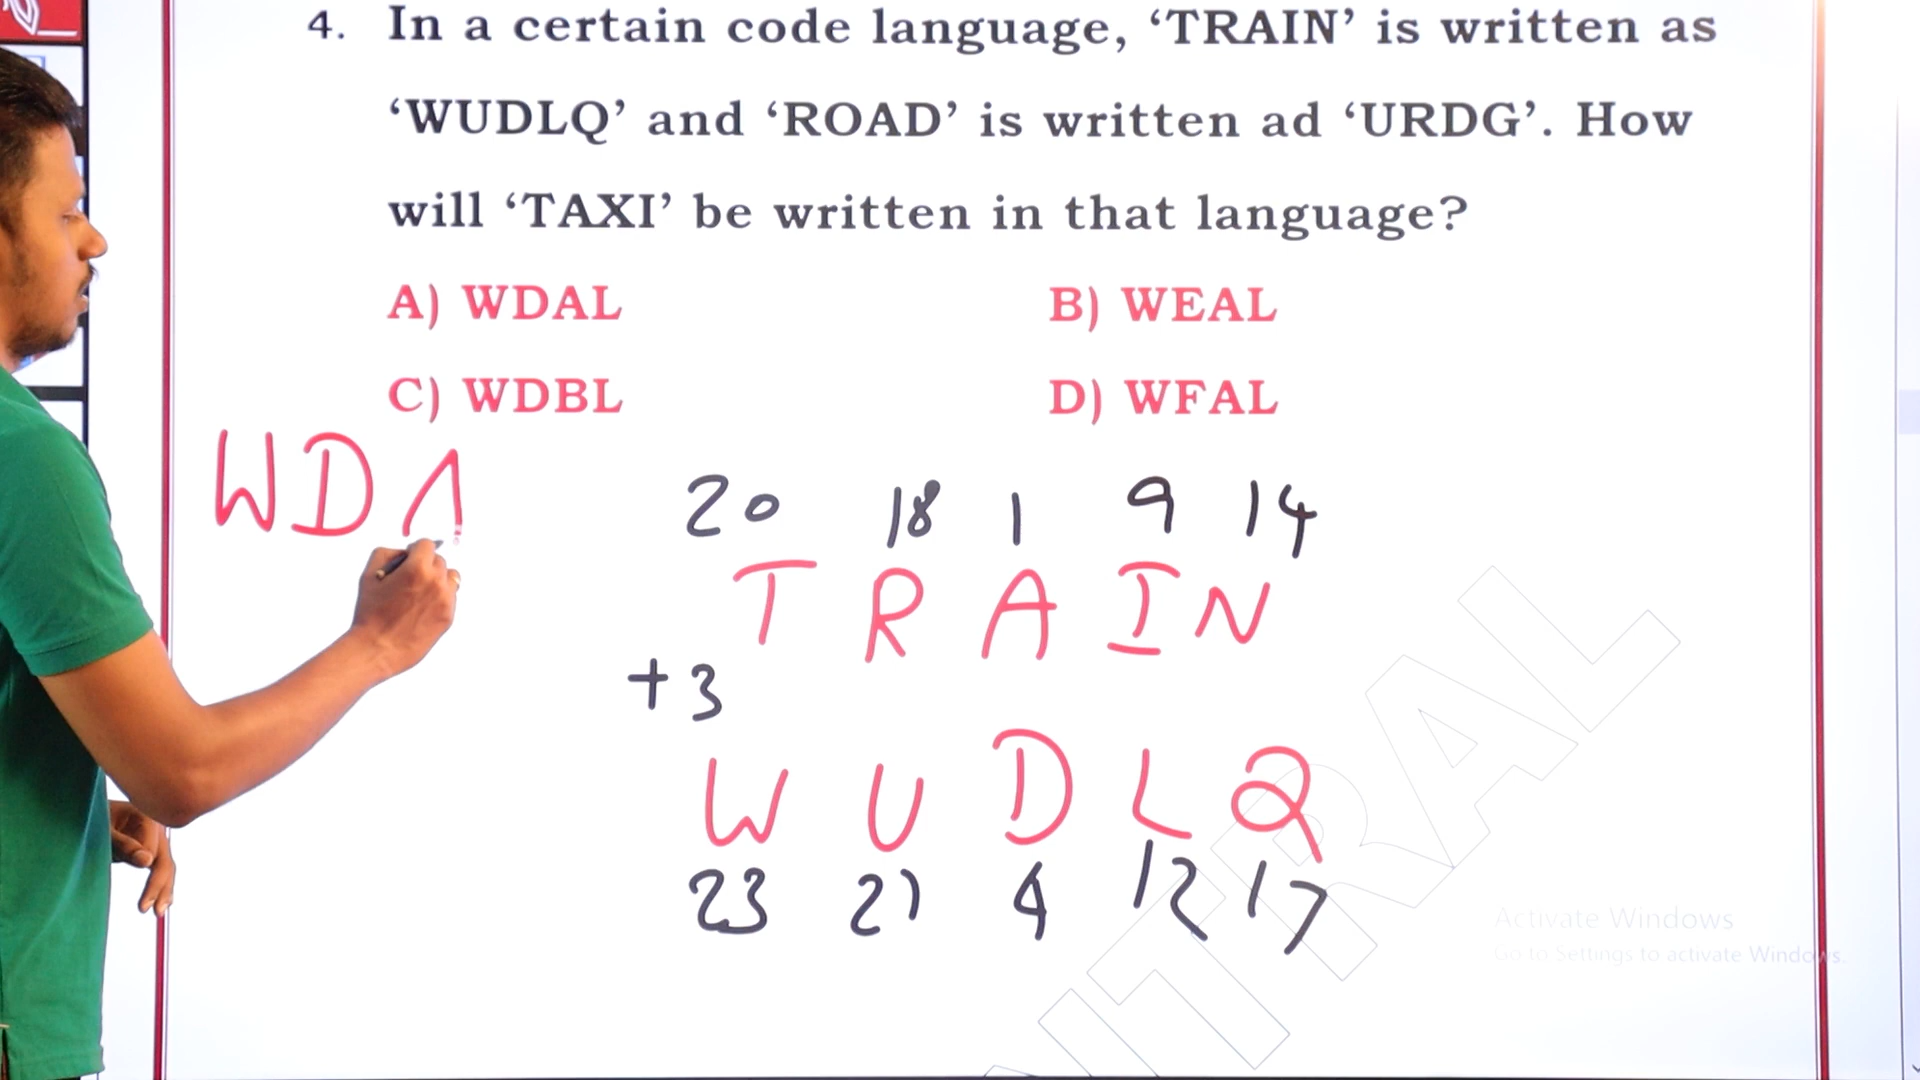 4. In a certain code language, ‘TRAIN’ is written as
‘WUDLQ’ and ‘ROAD’ is written ad ‘URDG’. How
will ‘TAXI’ be written in that language?
A) WDAL B) WEAL
C) WDBL D) WFAL
WDA
20 18 1 9 14
T R A I N
+3
W U D L Q
23 21 4 12 17
NTRAL
Activate Windows
Go to Settings to activate Windows.